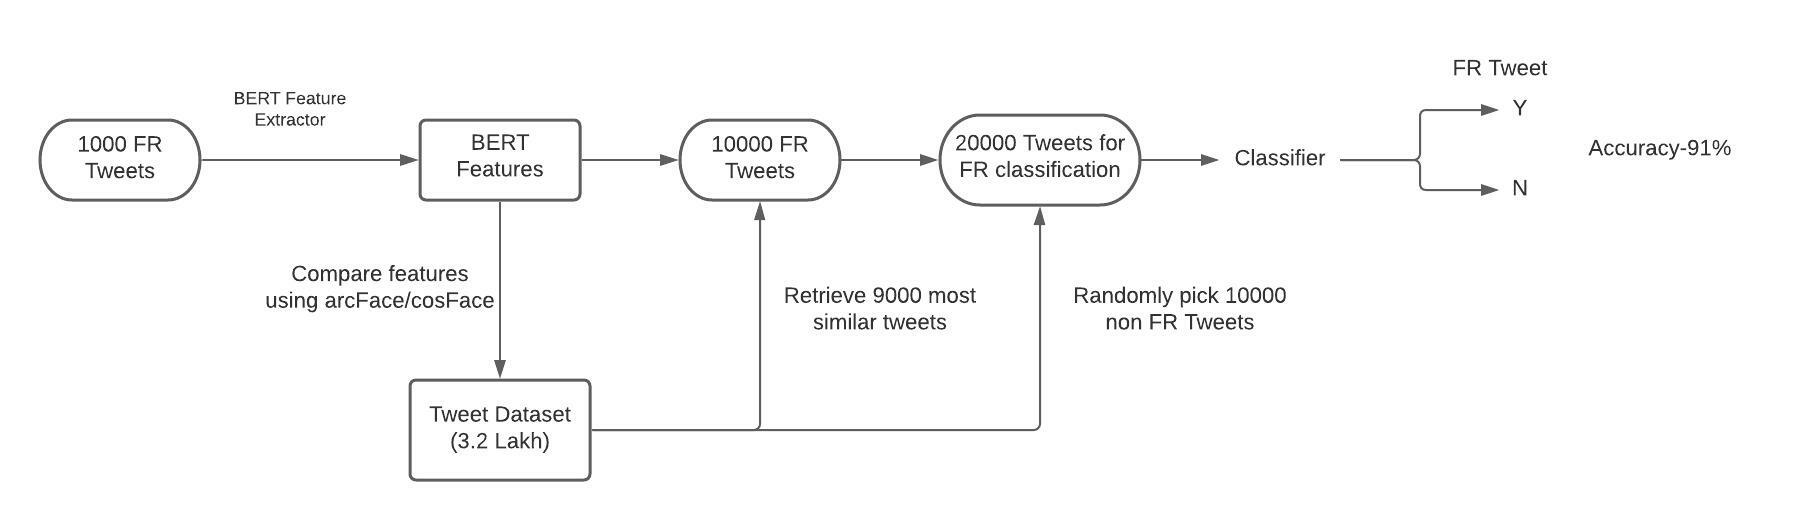 1000 FR
Tweets
BERT Feature
Extractor
BERT
Features
10000 FR
Tweets
20000 Tweets for
FR classification
Classifier
FR Tweet
Y
N
Accuracy-91%
Compare features
using arcFace/cosFace
Retrieve 9000 most
similar tweets
Randomly pick 10000
non FR Tweets
Tweet Dataset
(3.2 Lakh)